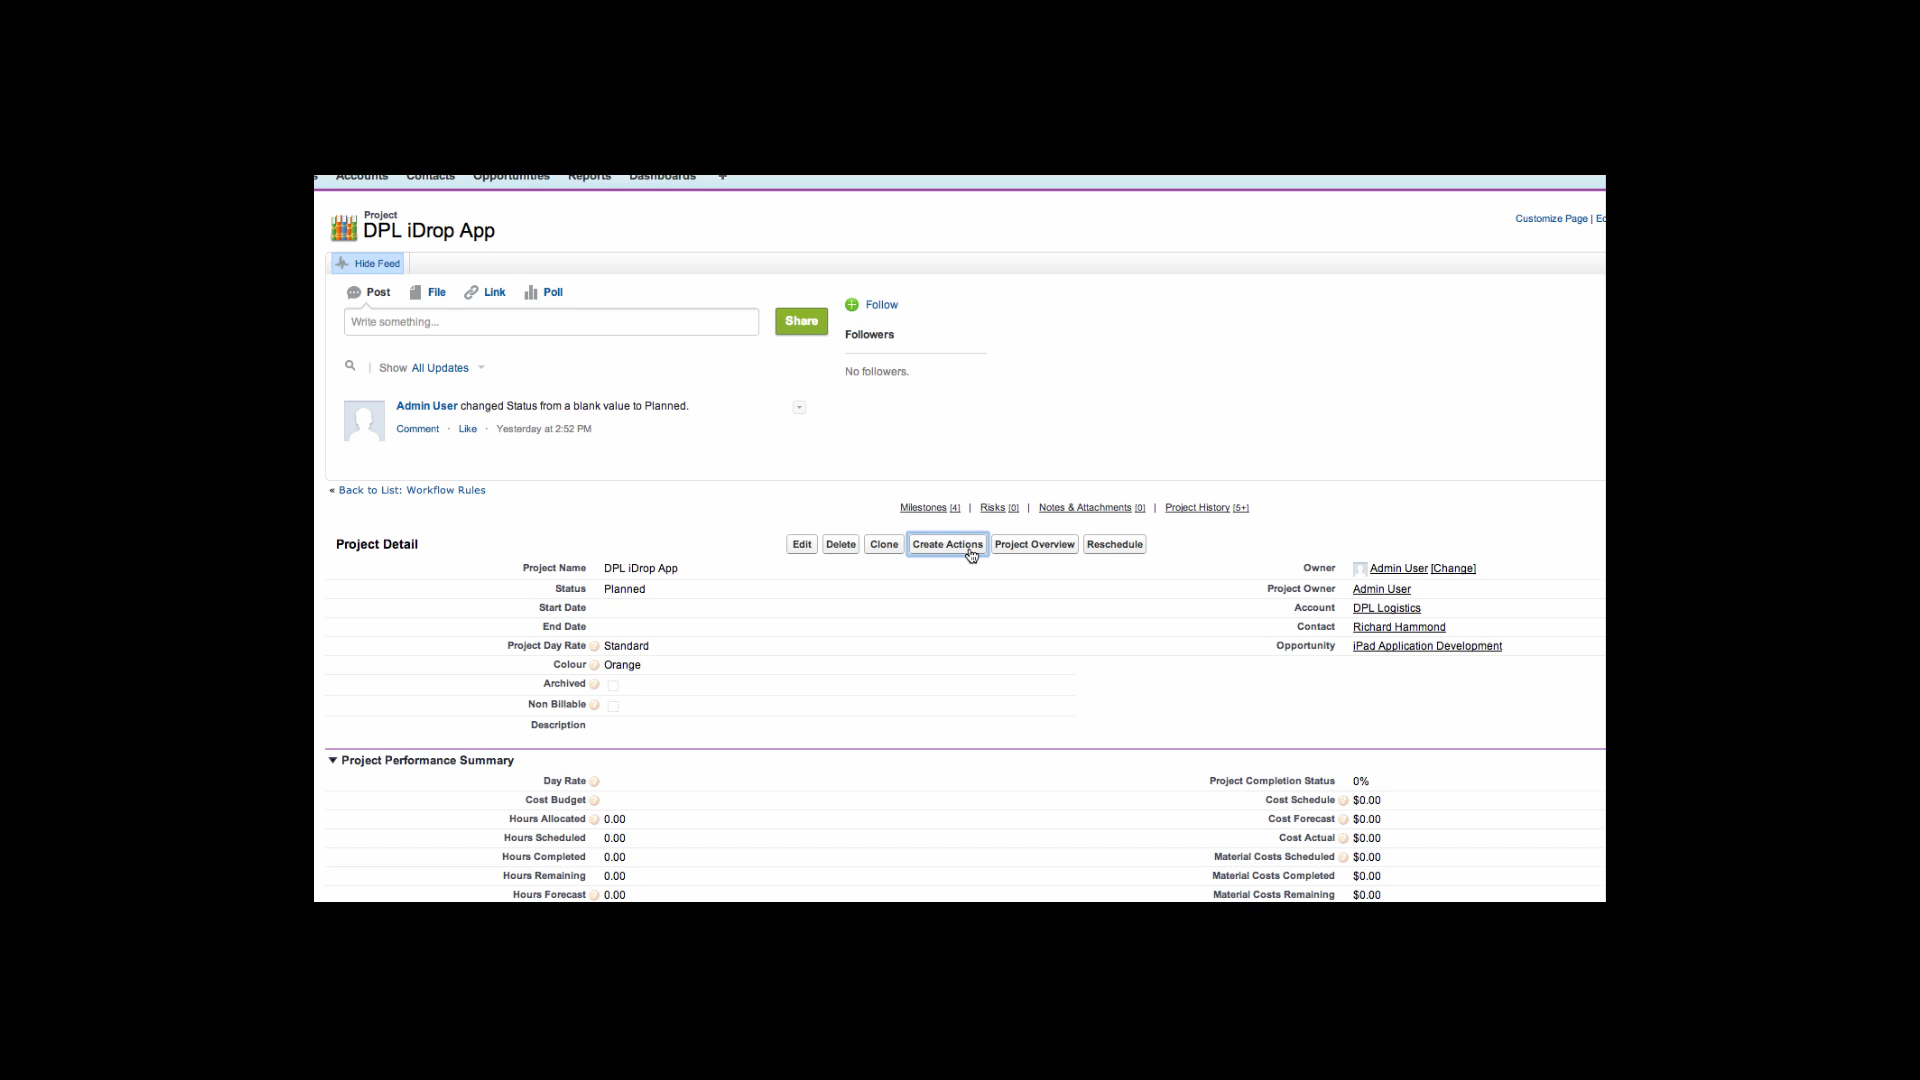 Accounts Contacts Opportunities Reports Dashboards +
Project
DPL iDrop App
Customize Page |
Hide Feed
Post File Link Poll
Write something...
Share
Follow
Followers
No followers.
Show All Updates
Admin User changed Status from a blank value to Planned.
Comment · Like · Yesterday at 2:52 PM
« Back to List: Workflow Rules
Milestones [4] | Risks [0] | Notes & Attachments [0] | Project History [5+]
Project Detail
Edit Delete Clone Create Actions Project Overview Reschedule
Project Name DPL iDrop App Owner Admin User [Change]
Status Planned Project Owner Admin User
Start Date Account DPL Logistics
End Date Contact Richard Hammond
Project Day Rate Standard Opportunity iPad Application Development
Colour Orange
Archived
Non Billable
Description
Project Performance Summary
Day Rate Project Completion Status 0%
Cost Budget Cost Schedule $0.00
Hours Allocated 0.00 Cost Forecast $0.00
Hours Scheduled 0.00 Cost Actual $0.00
Hours Completed 0.00 Material Costs Scheduled $0.00
Hours Remaining 0.00 Material Costs Completed $0.00
Hours Forecast 0.00 Material Costs Remaining $0.00